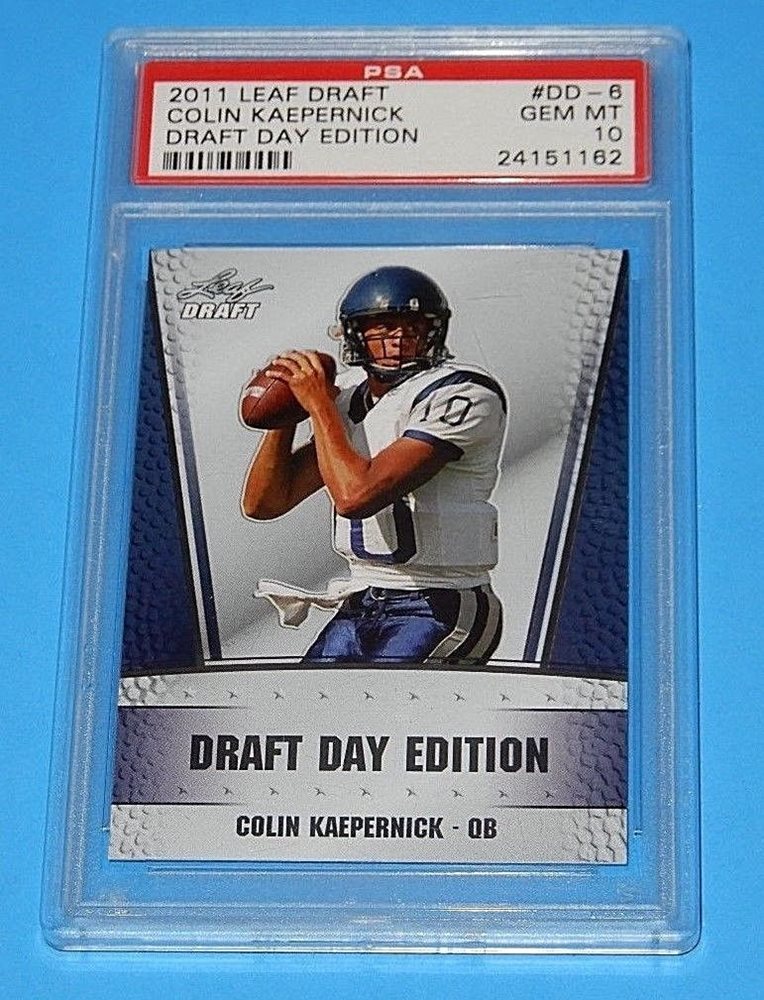 PSA
2011 LEAF DRAFT #DD-6
COLIN KAEPERNICK GEM MT
DRAFT DAY EDITION 10
24151162
Leaf
DRAFT
10
10
DRAFT DAY EDITION
COLIN KAEPERNICK - QB